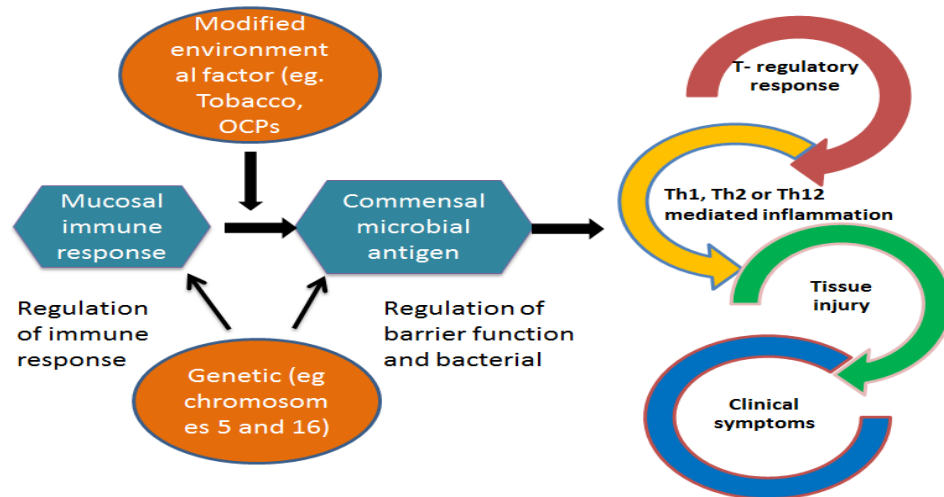 Modified
environment
al factor (eg.
Tobacco,
OCPs
Mucosal
immune
response
Commensal
microbial
antigen
Regulation
of immune
response
Regulation of
barrier function
and bacterial
Genetic (eg
chromosom
es 5 and 16)
T- regulatory
response
Th1, Th2 or Th12
mediated inflammation
Tissue
injury
Clinical
symptoms